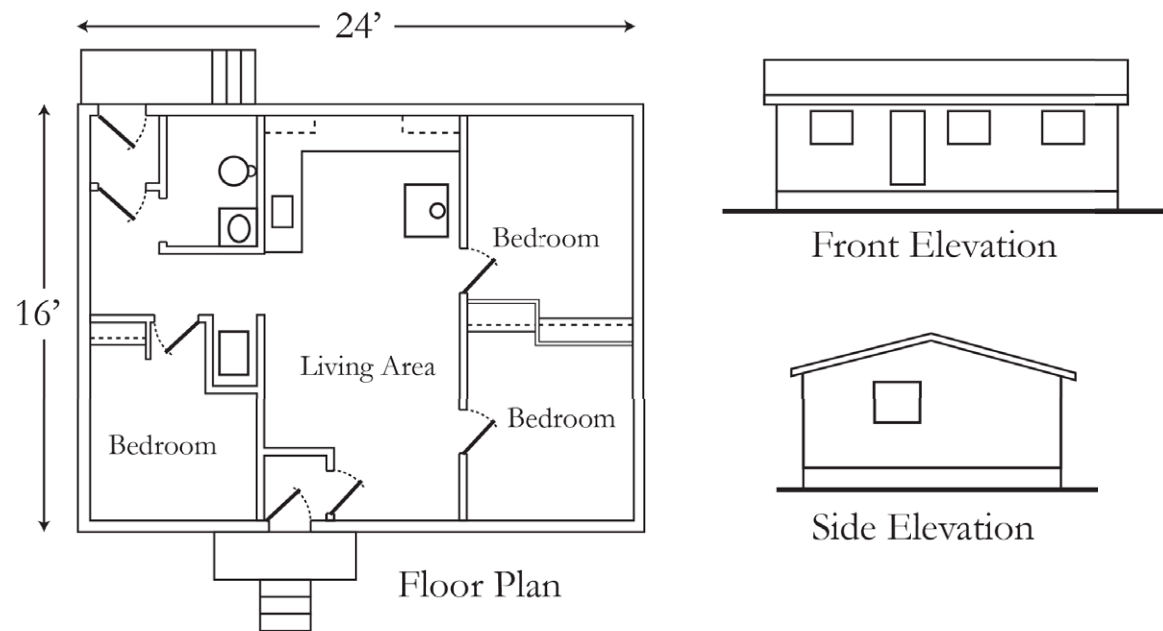 24’
16’
Bedroom
Living Area
Bedroom
Bedroom
Floor Plan
Front Elevation
Side Elevation